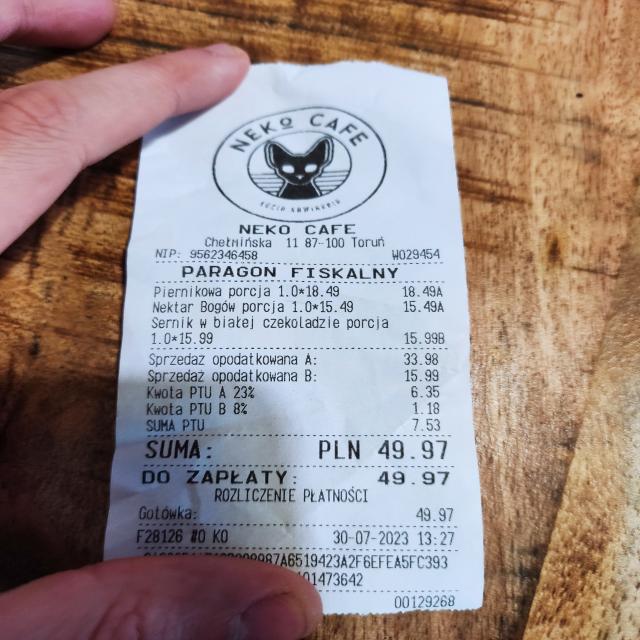 NEKO CAFE
KOCIA KAWIARNIA
NEKO CAFE
Chełmińska 11 87-100 Toruń
NIP: 9562346458 W029454
PARAGON FISKALNY
Piernikowa porcja 1.0*18.49 18.49A
Nektar Bogów porcja 1.0*15.49 15.49A
Sernik w białej czekoladzie porcja
1.0*15.99 15.99B
Sprzedaż opodatkowana A: 33.98
Sprzedaż opodatkowana B: 15.99
Kwota PTU A 23% 6.35
Kwota PTU B 8% 1.18
SUMA PTU 7.53
SUMA: PLN 49.97
DO ZAPŁATY: 49.97
ROZLICZENIE PŁATNOŚCI
Gotówka: 49.97
F28126 #0 KO 30-07-2023 13:27
00129268